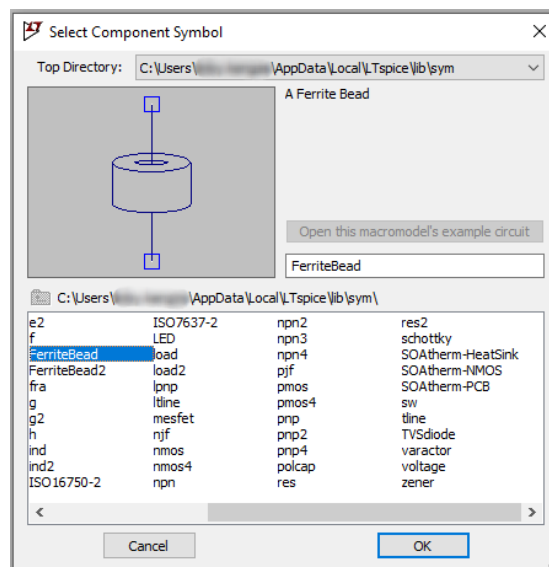 Select Component Symbol
Top Directory: C:\Users\ \AppData\Local\LTspice\lib\sym
A Ferrite Bead
Open this macromodel's example circuit
FerriteBead
C:\Users\ \AppData\Local\LTspice\lib\sym\
e2 ISO7637-2 npn2 res2
f LED npn3 schottky
FerriteBead load npn4 SOAtherm-HeatSink
FerriteBead2 load2 pjf SOAtherm-NMOS
fra lpnp pmos SOAtherm-PCB
g ltline pmos4 sw
g2 mesfet pnp tline
h njf pnp2 TVSdiode
ind nmos pnp4 varactor
ind2 nmos4 polcap voltage
ISO16750-2 npn res zener
Cancel OK